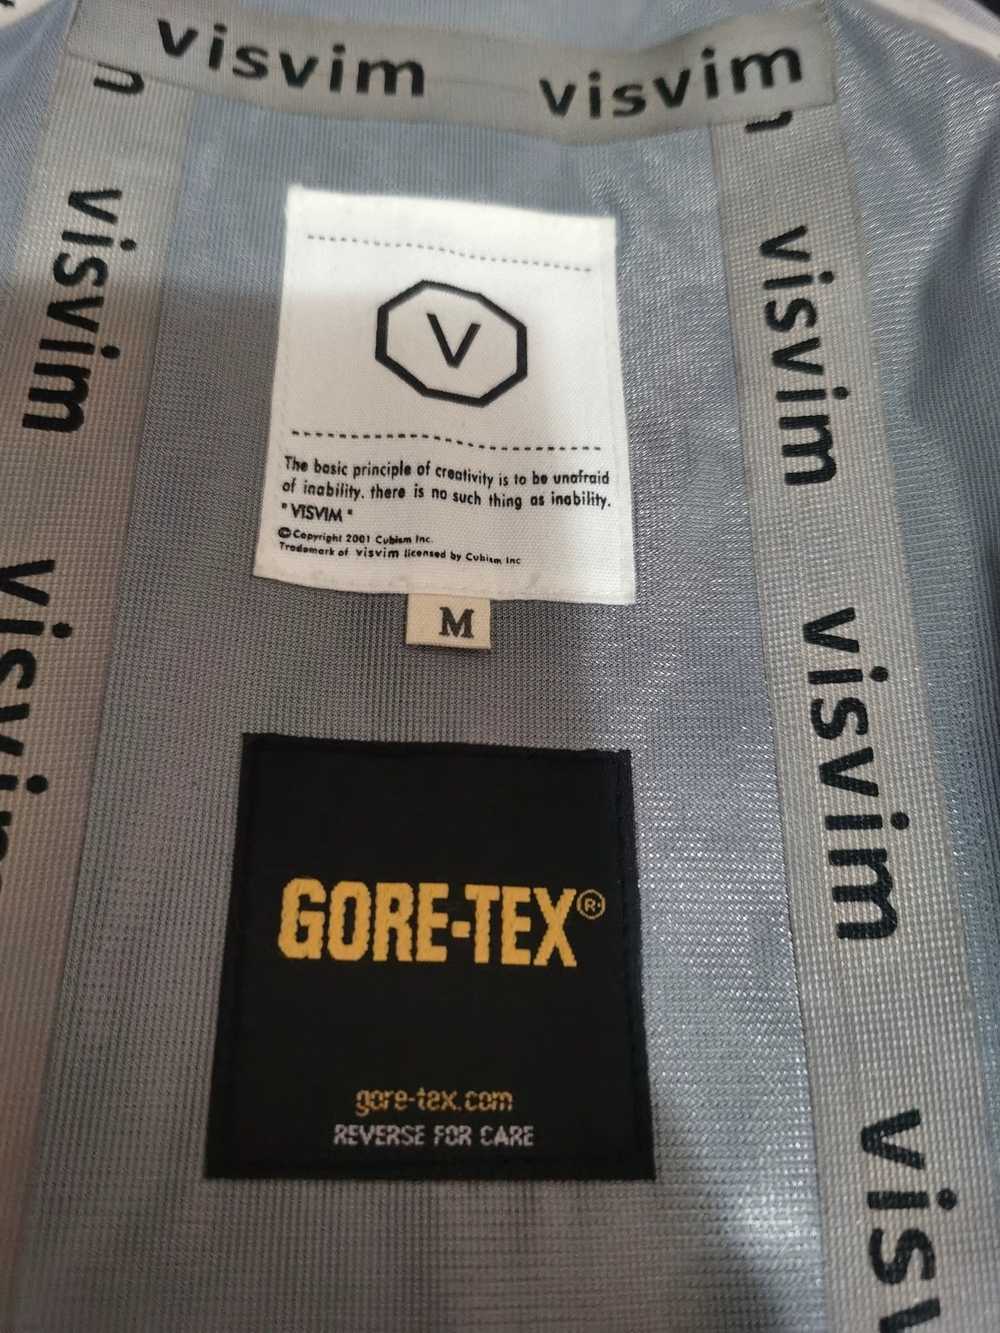 visvim visvim
visvim
visvim
V
The basic principle of creativity is to be unafraid
of inability. there is no such thing as inability.
"VISVIM"
©Copyright 2001 Cubism Inc.
Trademark of visvim licensed by Cubism Inc
M
visvim
visvim
GORE-TEX®
gore-tex.com
REVERSE FOR CARE
visv